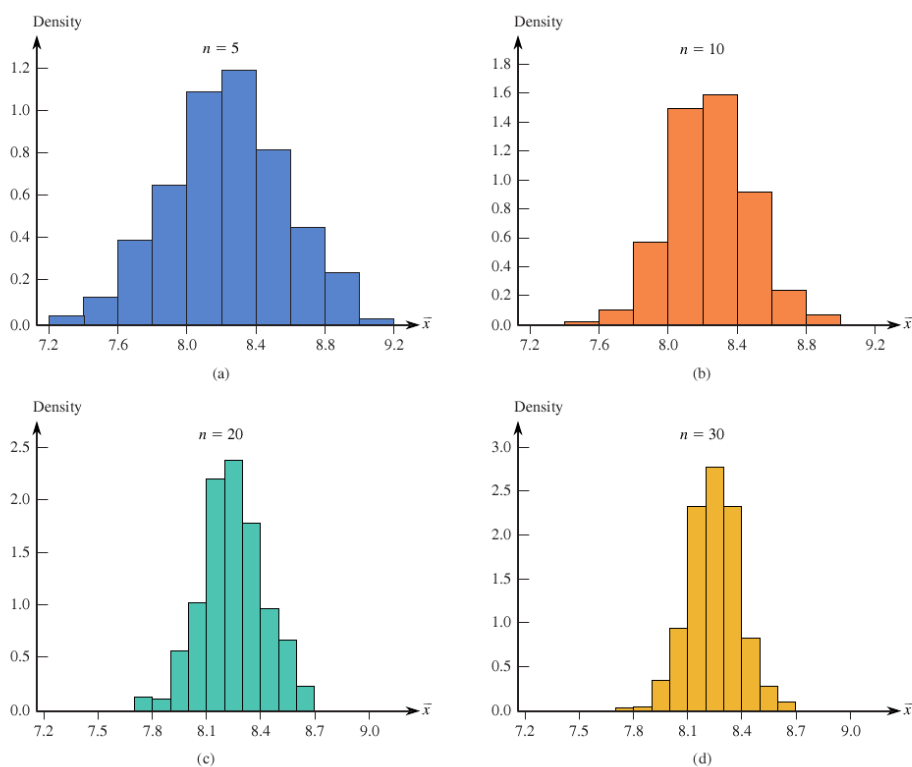 Density
n = 5
1.2
1.0
0.8
0.6
0.4
0.2
0.0
7.2 7.6 8.0 8.4 8.8 9.2
x̄
(a)
Density
n = 10
1.8
1.6
1.4
1.2
1.0
0.8
0.6
0.4
0.2
0.0
7.2 7.6 8.0 8.4 8.8 9.2
x̄
(b)
Density
n = 20
2.5
2.0
1.5
1.0
0.5
0.0
7.2 7.5 7.8 8.1 8.4 8.7 9.0
x̄
(c)
Density
n = 30
3.0
2.5
2.0
1.5
1.0
0.5
0.0
7.2 7.5 7.8 8.1 8.4 8.7 9.0
x̄
(d)